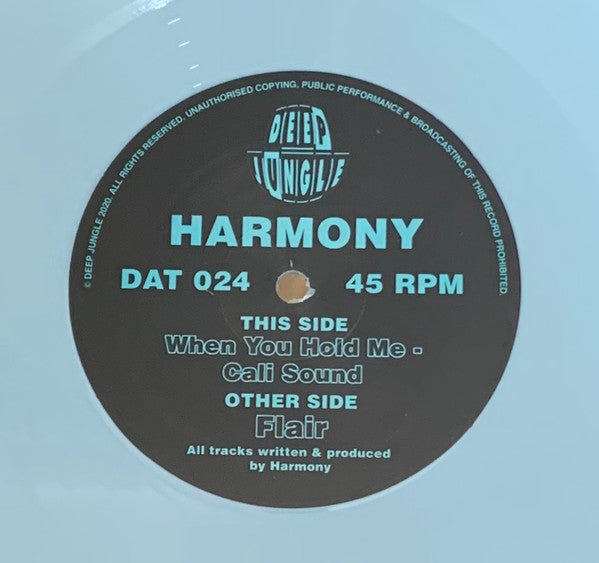 © DEEP JUNGLE 2020. ALL RIGHTS RESERVED. UNAUTHORISED COPYING, PUBLIC PERFORMANCE & BROADCASTING OF THIS RECORD PROHIBITED.
DEEP
JUNGLE
HARMONY
DAT 024 45 RPM
THIS SIDE
When You Hold Me -
Cali Sound
OTHER SIDE
Flair
All tracks written & produced
by Harmony